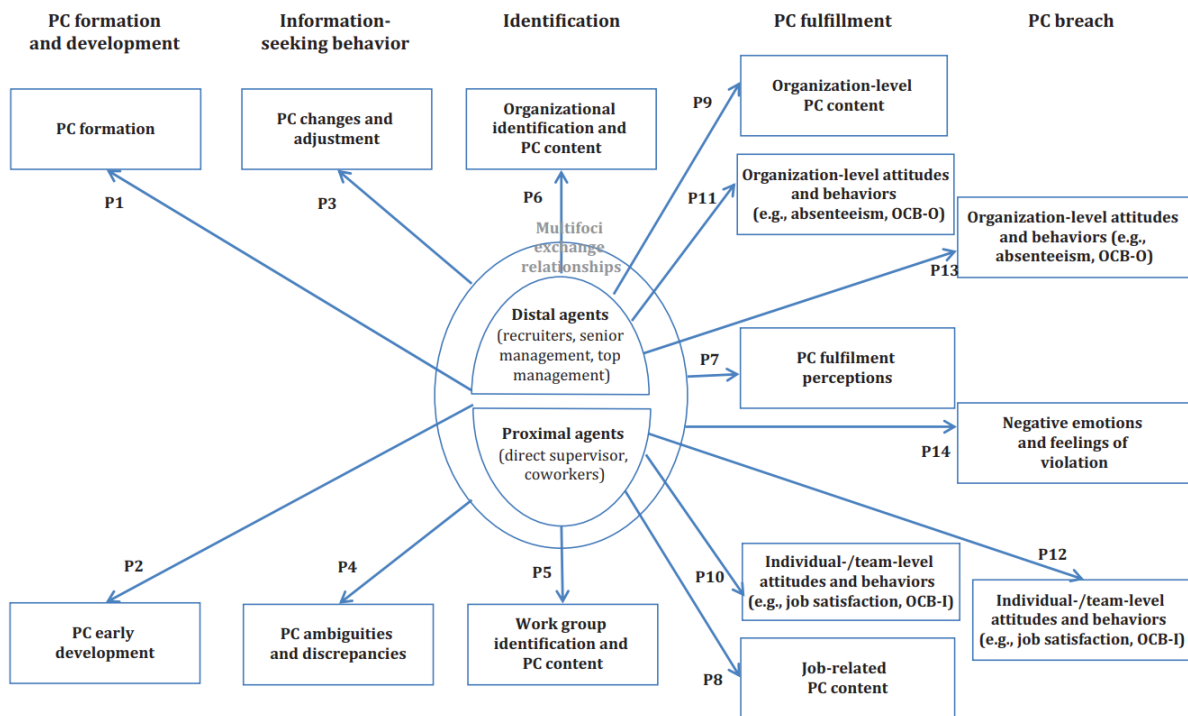 PC formation
and development
Information-
seeking behavior
Identification
PC fulfillment
PC breach
PC formation
PC changes and
adjustment
Organizational
identification and
PC content
Organization-level
PC content
P9
P1
P3
P6
P11
Organization-level attitudes
and behaviors
(e.g., absenteeism, OCB-O)
Organization-level attitudes
and behaviors (e.g.,
absenteeism, OCB-O)
P13
Multifoci
exchange
relationships
Distal agents
(recruiters, senior
management, top
management)
P7
PC fulfilment
perceptions
Proximal agents
(direct supervisor,
coworkers)
Negative emotions
and feelings of
violation
P14
P2
P4
P5
P10
P12
PC early
development
PC ambiguities
and discrepancies
Work group
identification and
PC content
Individual-/team-level
attitudes and behaviors
(e.g., job satisfaction, OCB-I)
Individual-/team-level
attitudes and behaviors
(e.g., job satisfaction, OCB-I)
P8
Job-related
PC content